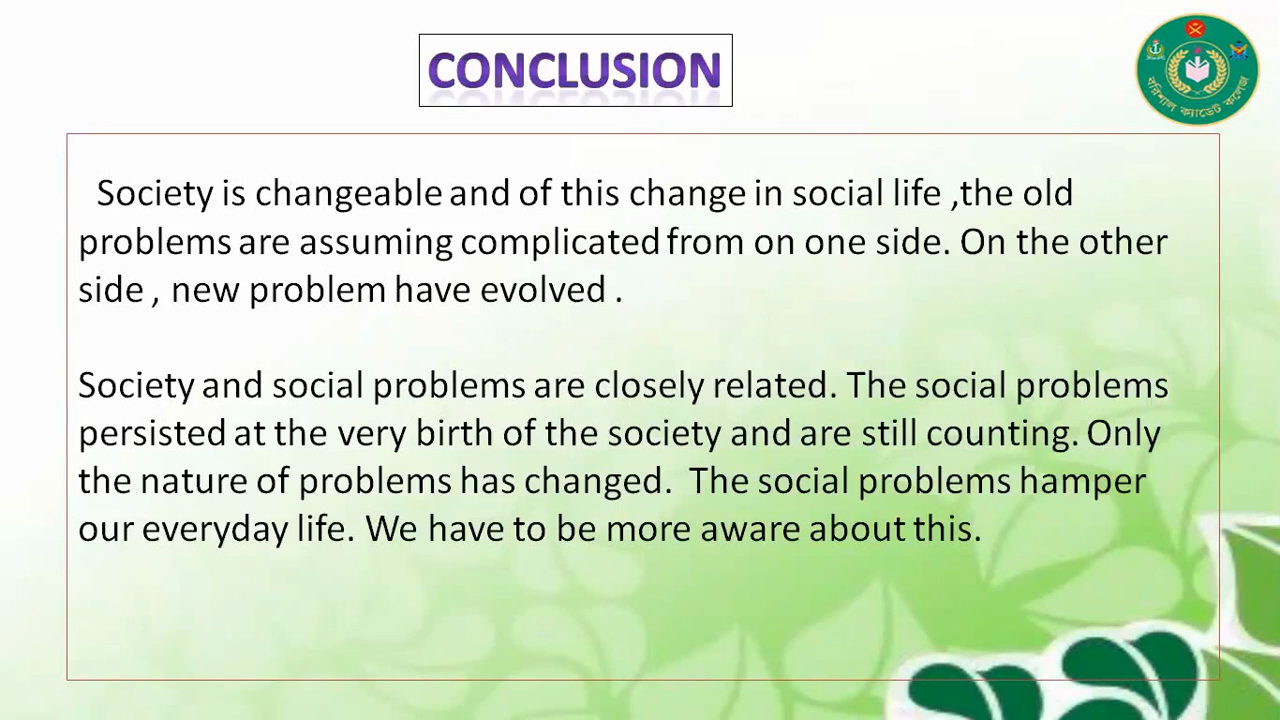 CONCLUSION
বরিশাল ক্যাডেট কলেজ
Society is changeable and of this change in social life ,the old
problems are assuming complicated from on one side. On the other
side , new problem have evolved .
Society and social problems are closely related. The social problems
persisted at the very birth of the society and are still counting. Only
the nature of problems has changed. The social problems hamper
our everyday life. We have to be more aware about this.